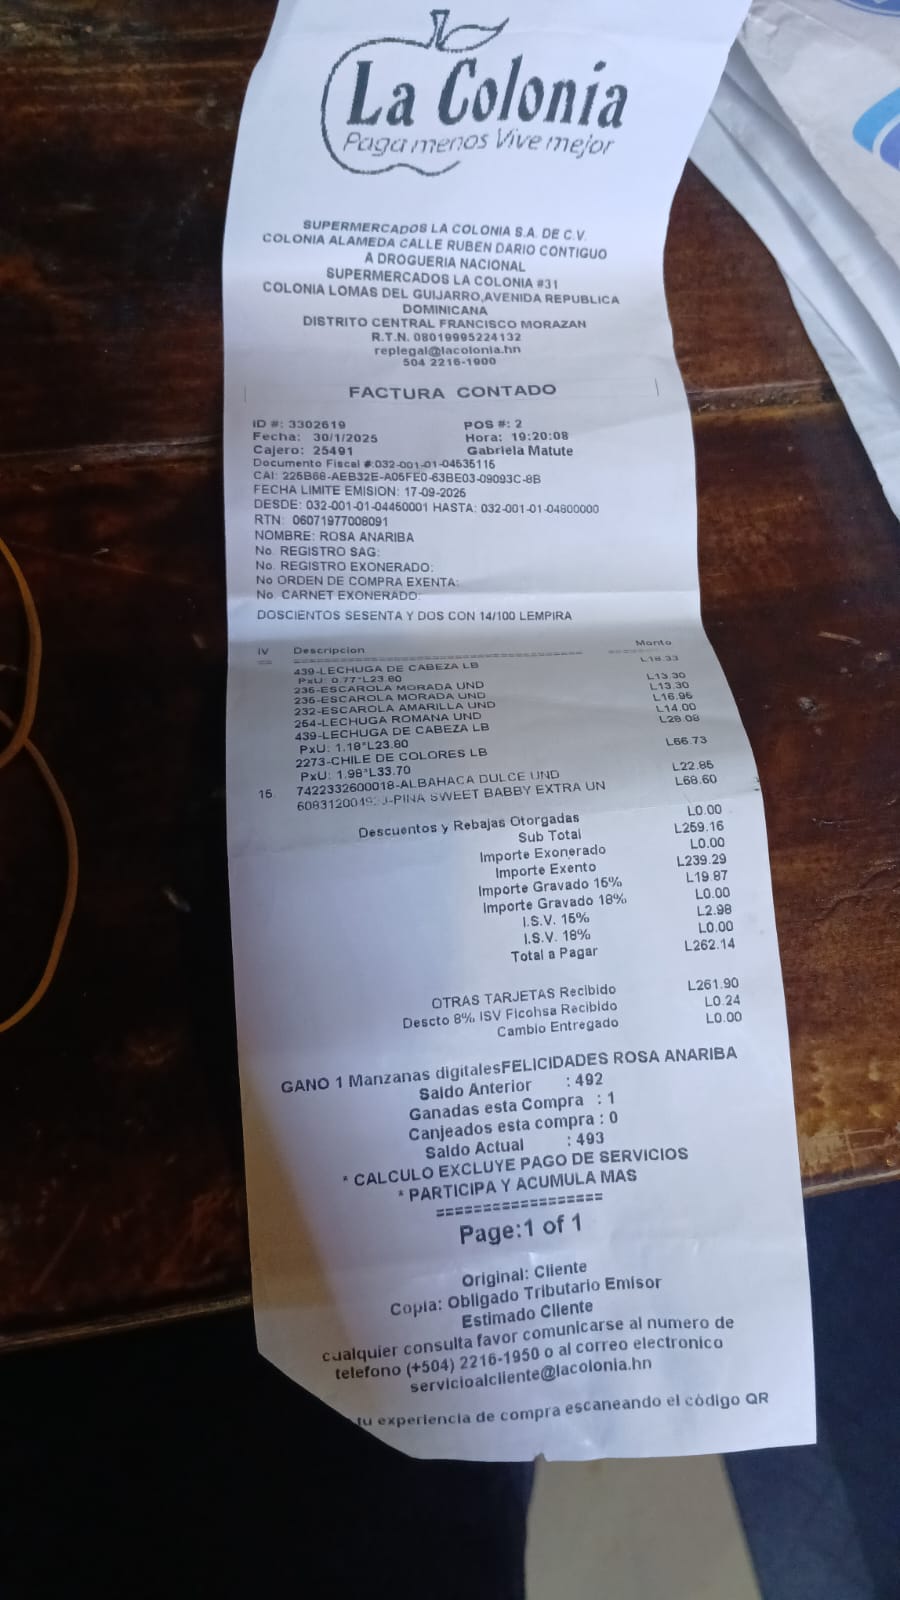 La Colonia
Paga menos Vive mejor
SUPERMERCADOS LA COLONIA S.A. DE C.V.
COLONIA ALAMEDA CALLE RUBEN DARIO CONTIGUO
A DROGUERIA NACIONAL
SUPERMERCADOS LA COLONIA #31
COLONIA LOMAS DEL GUIJARRO,AVENIDA REPUBLICA
DOMINICANA
DISTRITO CENTRAL FRANCISCO MORAZAN
R.T.N. 08019995224132
replegal@lacolonia.hn
504 2216-1900
FACTURA CONTADO
ID #: 3302619 POS #: 2
Fecha: 30/1/2025 Hora: 19:20:08
Cajero: 25491 Gabriela Matute
Documento Fiscal #:032-001-01-04535115
CAI: 225B68-AEB32E-A05FE0-63BE03-09093C-8B
FECHA LIMITE EMISION: 17-09-2025
DESDE: 032-001-01-04450001 HASTA: 032-001-01-04800000
RTN: 06071977008091
NOMBRE: ROSA ANARIBA
No. REGISTRO SAG:
No. REGISTRO EXONERADO:
No ORDEN DE COMPRA EXENTA:
No. CARNET EXONERADO:
DOSCIENTOS SESENTA Y DOS CON 14/100 LEMPIRA
IV Descripcion Monto
== ================================= =======
439-LECHUGA DE CABEZA LB L18.33
PxU: 0.77*L23.80
235-ESCAROLA MORADA UND L13.30
235-ESCAROLA MORADA UND L13.30
232-ESCAROLA AMARILLA UND L16.95
254-LECHUGA ROMANA UND L14.00
439-LECHUGA DE CABEZA LB L28.08
PxU: 1.18*L23.80
2273-CHILE DE COLORES LB L66.73
PxU: 1.98*L33.70
15. 7422332600018-ALBAHACA DULCE UND L22.85
PINA SWEET BABBY EXTRA UN L68.60
Descuentos y Rebajas Otorgadas L0.00
Sub Total L259.16
Importe Exonerado L0.00
Importe Exento L239.29
Importe Gravado 15% L19.87
Importe Gravado 18% L0.00
I.S.V. 15% L2.98
I.S.V. 18% L0.00
Total a Pagar L262.14
OTRAS TARJETAS Recibido L261.90
Descto 8% ISV Ficohsa Recibido L0.24
Cambio Entregado L0.00
GANO 1 Manzanas digitalesFELICIDADES ROSA ANARIBA
Saldo Anterior : 492
Ganadas esta Compra : 1
Canjeados esta compra : 0
Saldo Actual : 493
* CALCULO EXCLUYE PAGO DE SERVICIOS
* PARTICIPA Y ACUMULA MAS
==================
Page:1 of 1
Original: Cliente
Copia: Obligado Tributario Emisor
Estimado Cliente
cualquier consulta favor comunicarse al numero de
telefono (+504) 2216-1950 o al correo electronico
servicioalcliente@lacolonia.hn
tu experiencia de compra escaneando el código QR